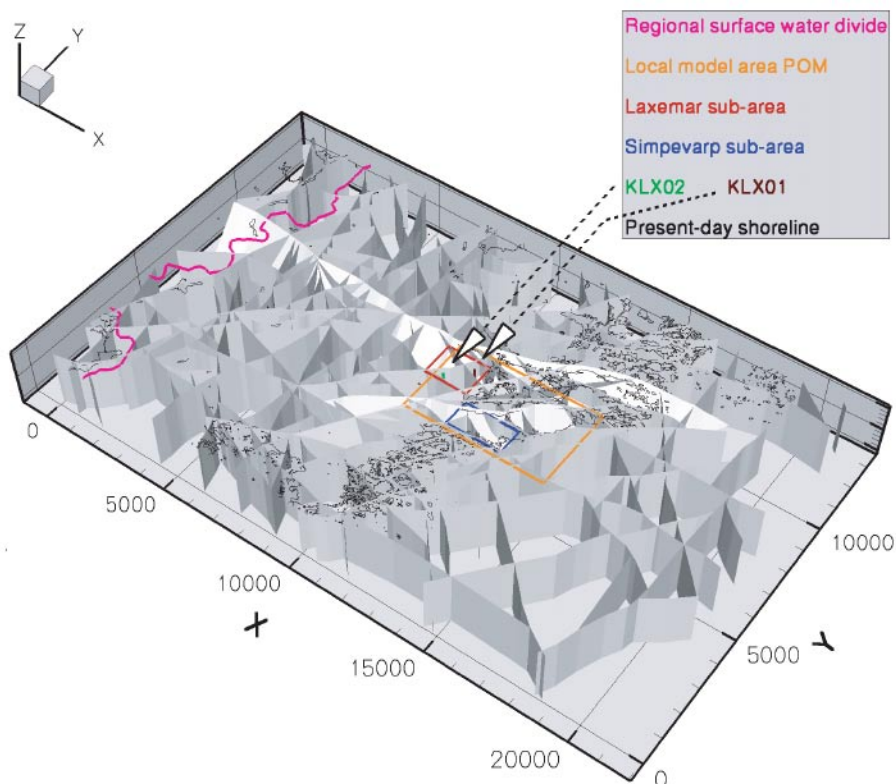 Z
Y
X
Regional surface water divide
Local model area POM
Laxemar sub-area
Simpevarp sub-area
KLX02 KLX01
Present-day shoreline
0
5000
10000
15000
20000
X
0
5000
10000
Y